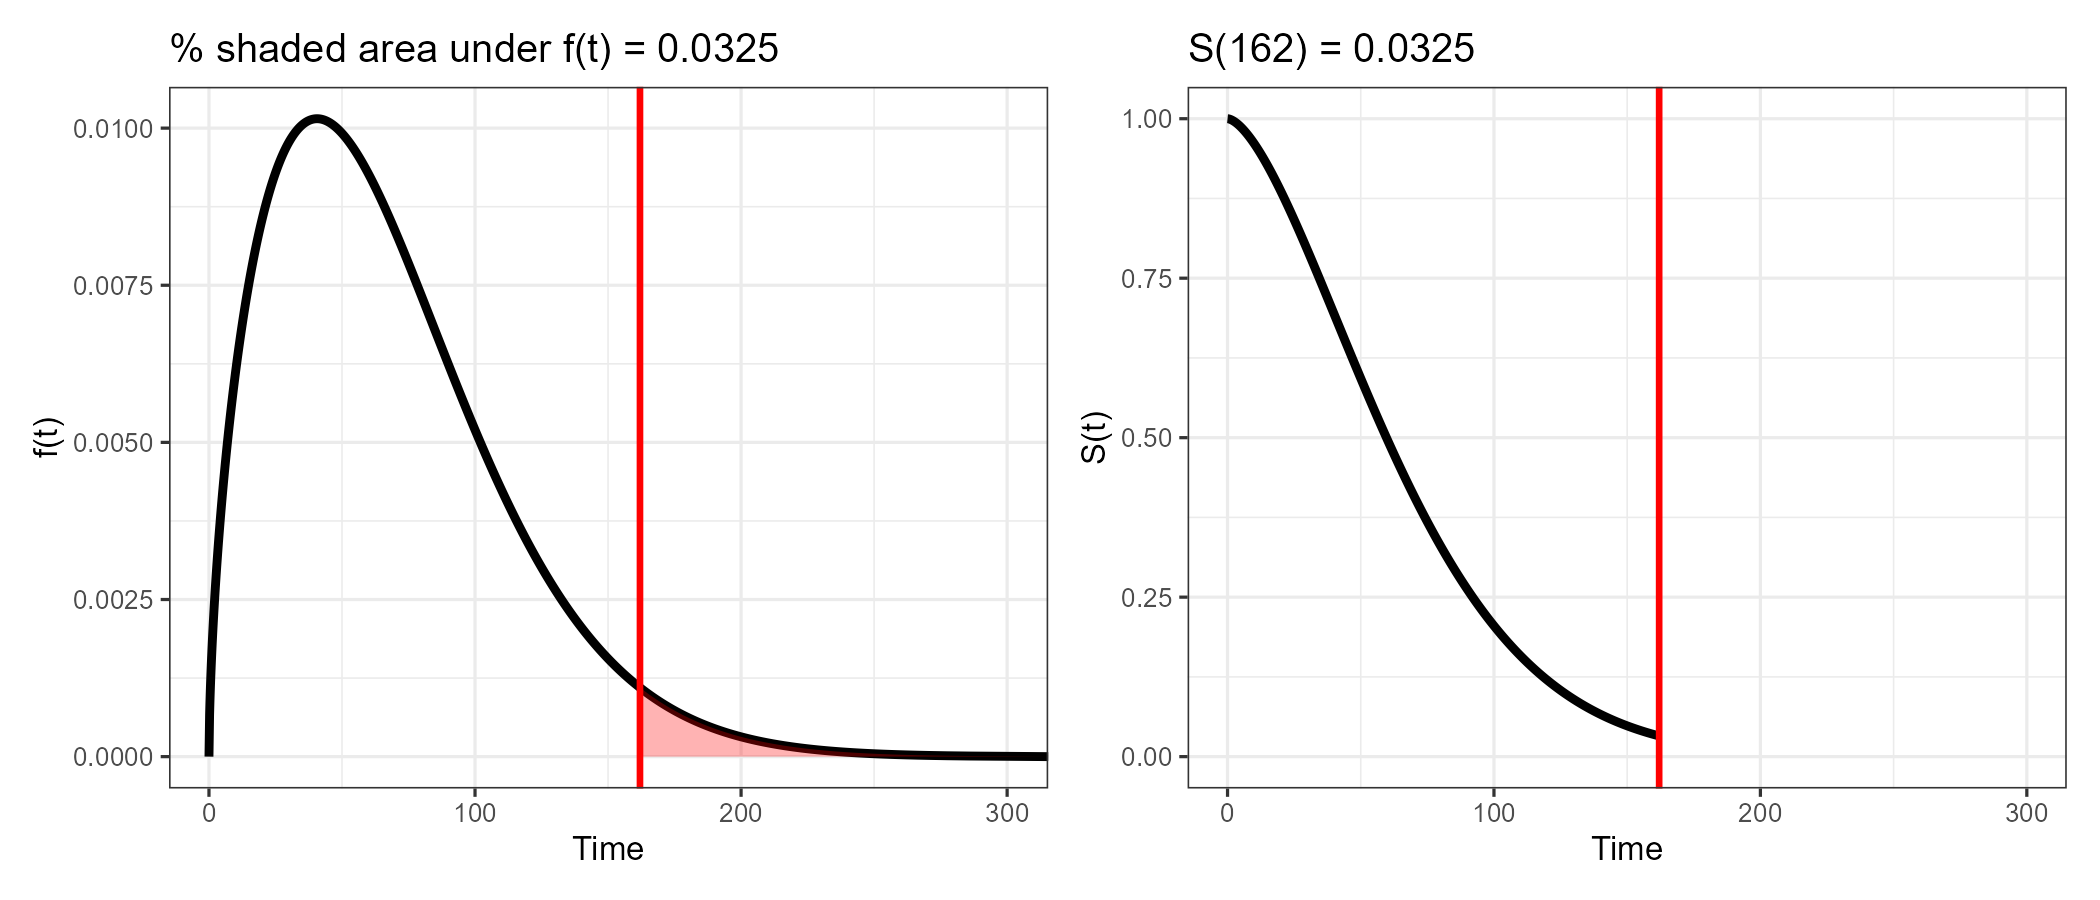 % shaded area under f(t) = 0.0325
f(t)
0.0100
0.0075
0.0050
0.0025
0.0000
0 100 200 300
Time
S(162) = 0.0325
S(t)
1.00
0.75
0.50
0.25
0.00
0 100 200 300
Time